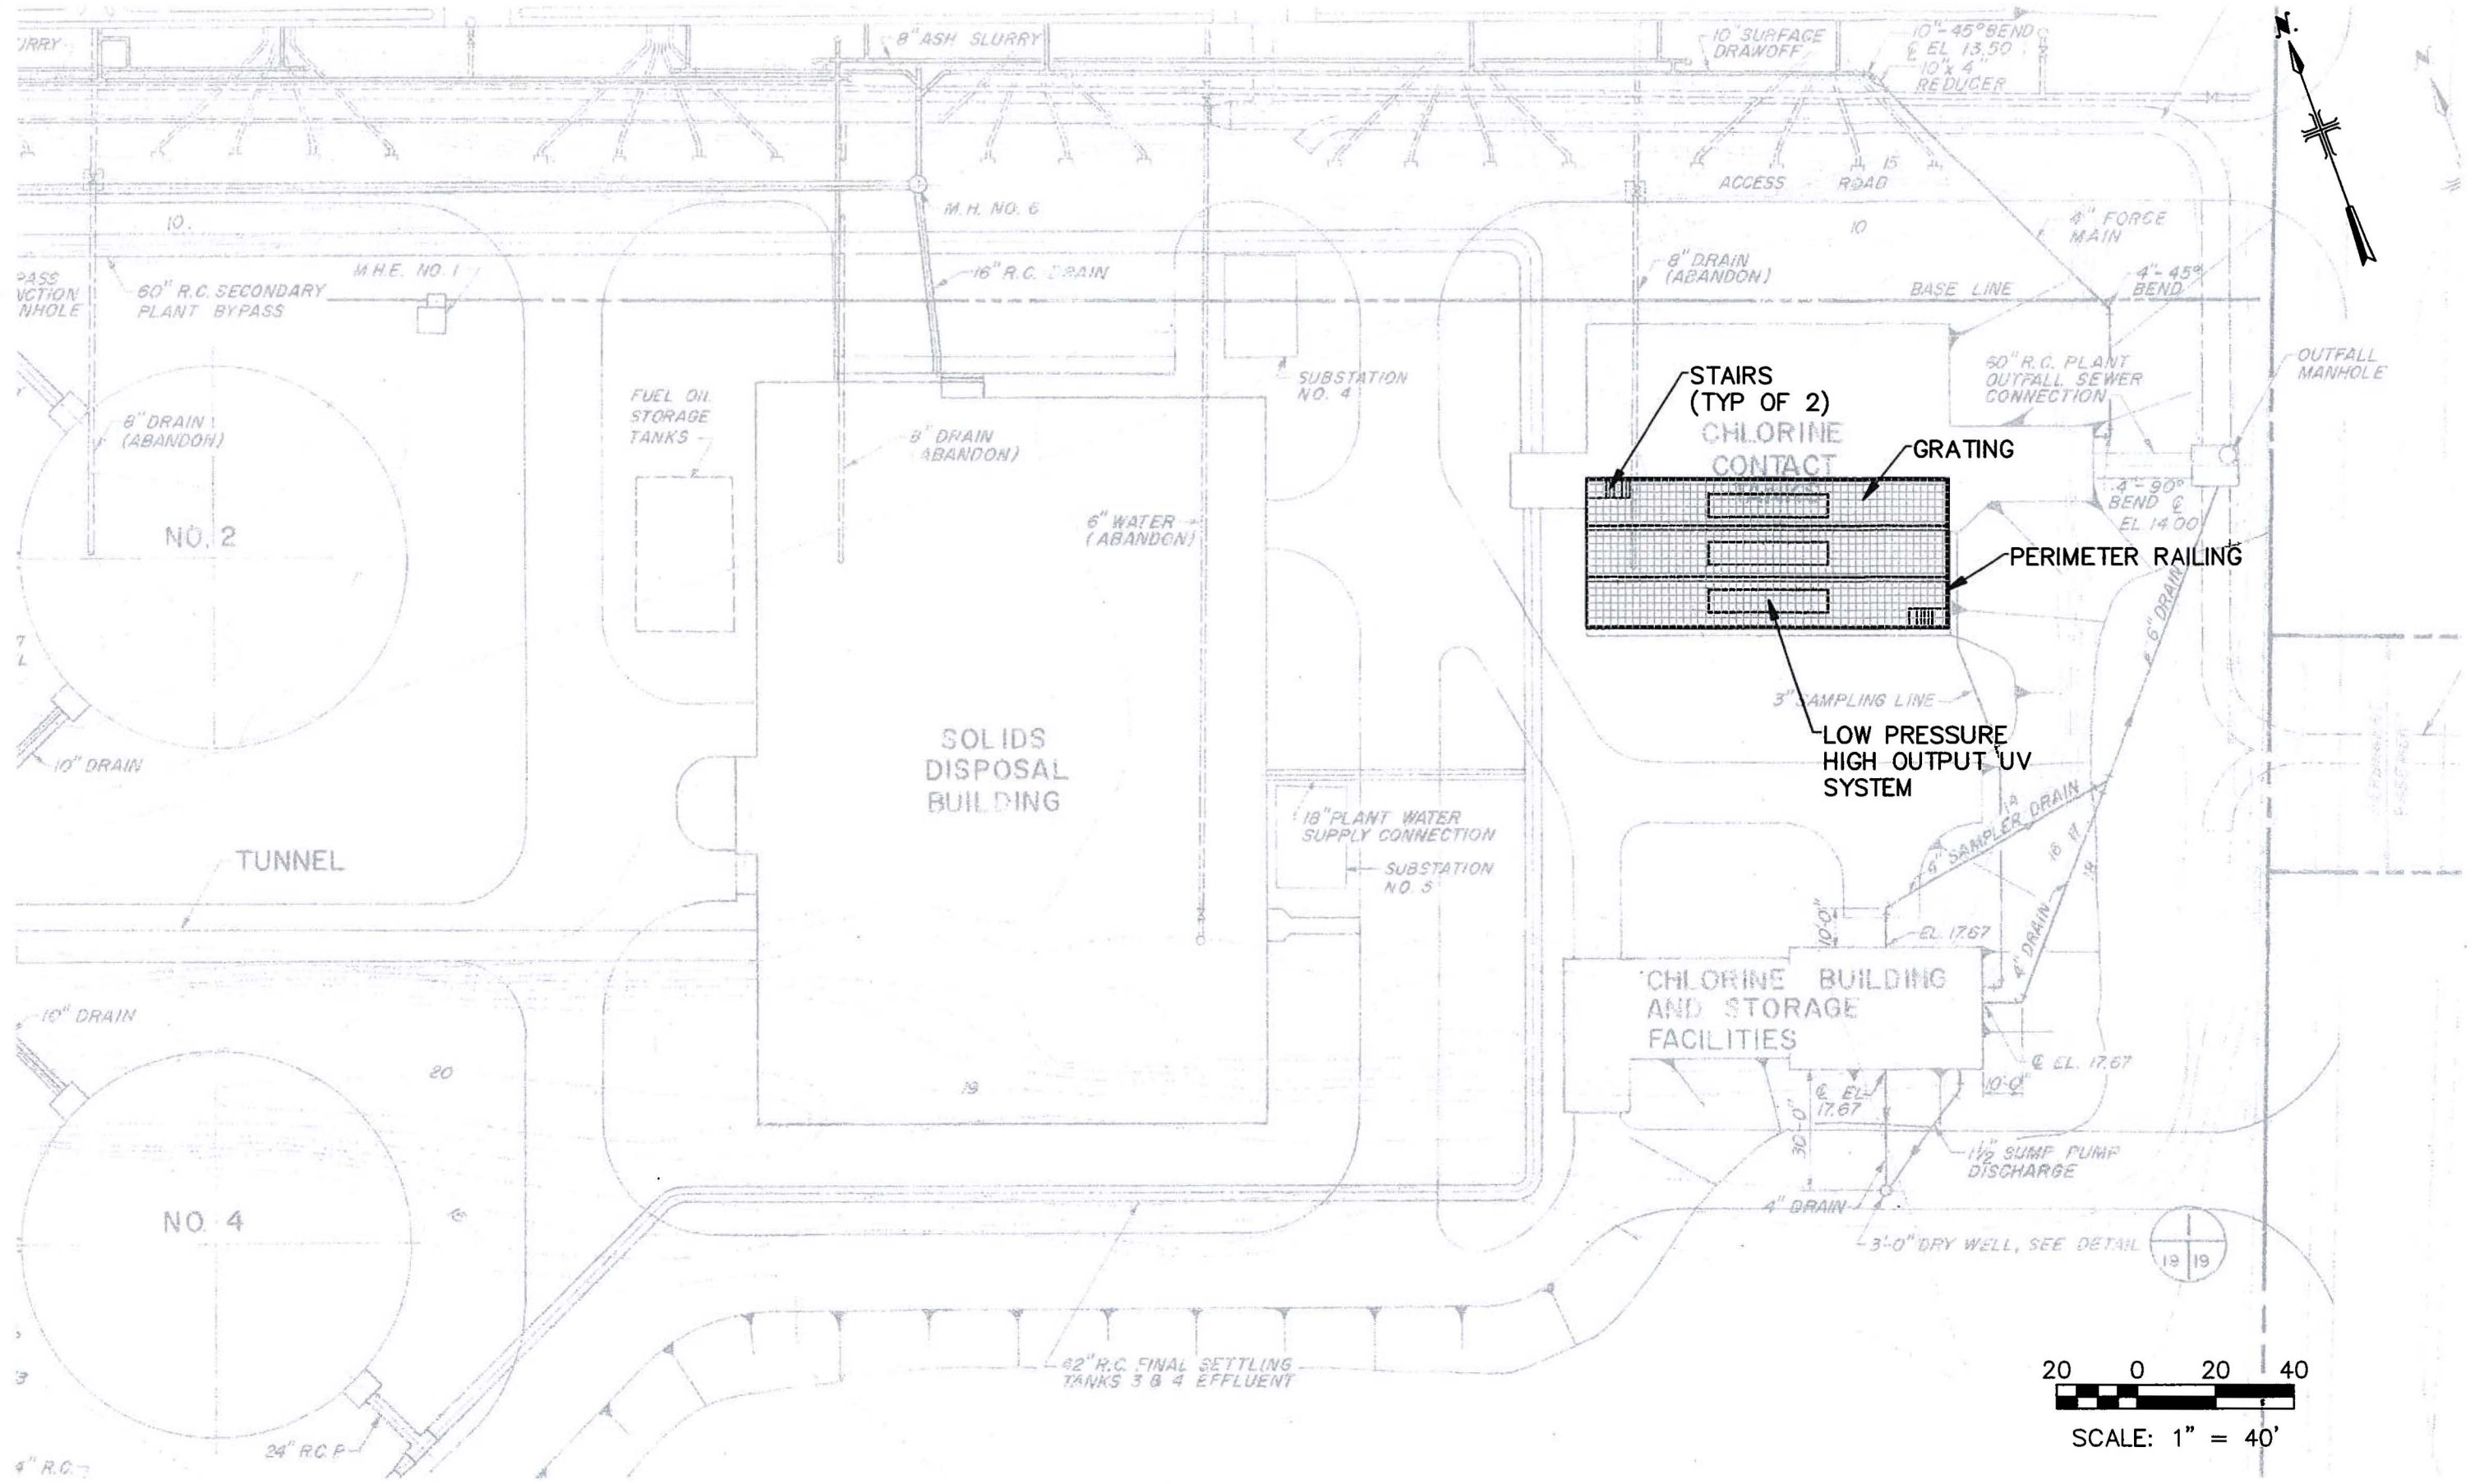 8" ASH SLURRY
10" SURFACE
DRAWOFF
10"-45° BEND
℄ EL 13.50
10" x 4"
REDUCER
N.
ACCESS ROAD
15
10
10
M.H. NO. 6
4" FORCE
MAIN
M.H.E. NO. 1
16" R.C. DRAIN
8" DRAIN
(ABANDON)
4"-45°
BEND
BASE LINE
60" R.C. SECONDARY
PLANT BYPASS
SUBSTATION
NO. 4
60" R.C. PLANT
OUTFALL SEWER
CONNECTION
OUTFALL
MANHOLE
STAIRS
(TYP OF 2)
CHLORINE
CONTACT
GRATING
FUEL OIL
STORAGE
TANKS
8" DRAIN
(ABANDON)
8" DRAIN
(ABANDON)
6" WATER
(ABANDON)
4"-90°
BEND ℄
EL 14.00
NO. 2
PERIMETER RAILING
6" DRAIN
3" SAMPLING LINE
LOW PRESSURE
HIGH OUTPUT UV
SYSTEM
10" DRAIN
SOLIDS
DISPOSAL
BUILDING
18" PLANT WATER
SUPPLY CONNECTION
SUBSTATION
NO. 5
TUNNEL
SAMPLER DRAIN
16 17
18
4" DRAIN
10'-0"
EL. 17.67
CHLORINE BUILDING
AND STORAGE
FACILITIES
10" DRAIN
20
19
℄ EL. 17.67
10'-0"
℄ EL
17.67
30'-0"
1½" SUMP PUMP
DISCHARGE
4" DRAIN
3'-0" DRY WELL, SEE DETAIL
19 19
NO. 4
42" R.C. FINAL SETTLING
TANKS 3 & 4 EFFLUENT
24" R.C.P.
4" R.C.
20 0 20 40
SCALE: 1" = 40'